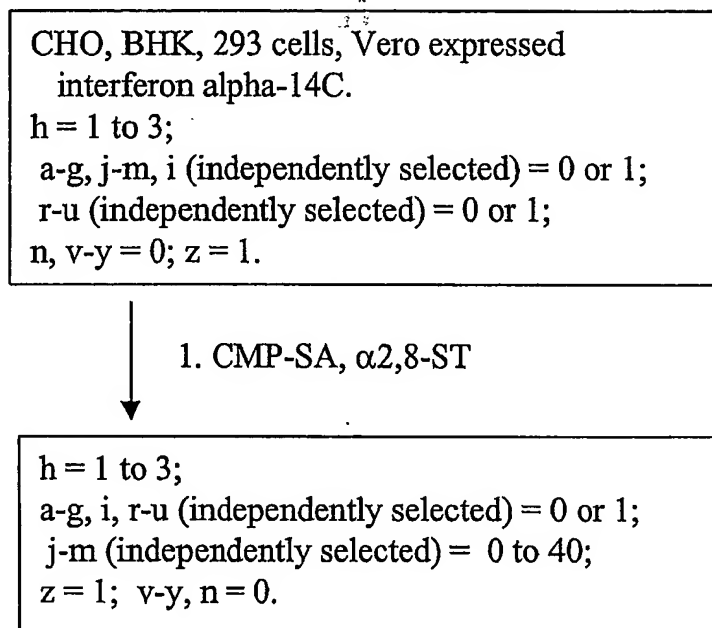 CHO, BHK, 293 cells, Vero expressed
interferon alpha-14C.
h = 1 to 3;
a-g, j-m, i (independently selected) = 0 or 1;
r-u (independently selected) = 0 or 1;
n, v-y = 0; z = 1.
1. CMP-SA, α2,8-ST
h = 1 to 3;
a-g, i, r-u (independently selected) = 0 or 1;
j-m (independently selected) = 0 to 40;
z = 1; v-y, n = 0.